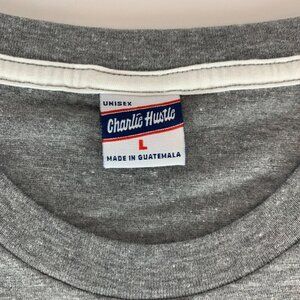 UNISEX
Charlie Hustle
L
MADE IN GUATEMALA